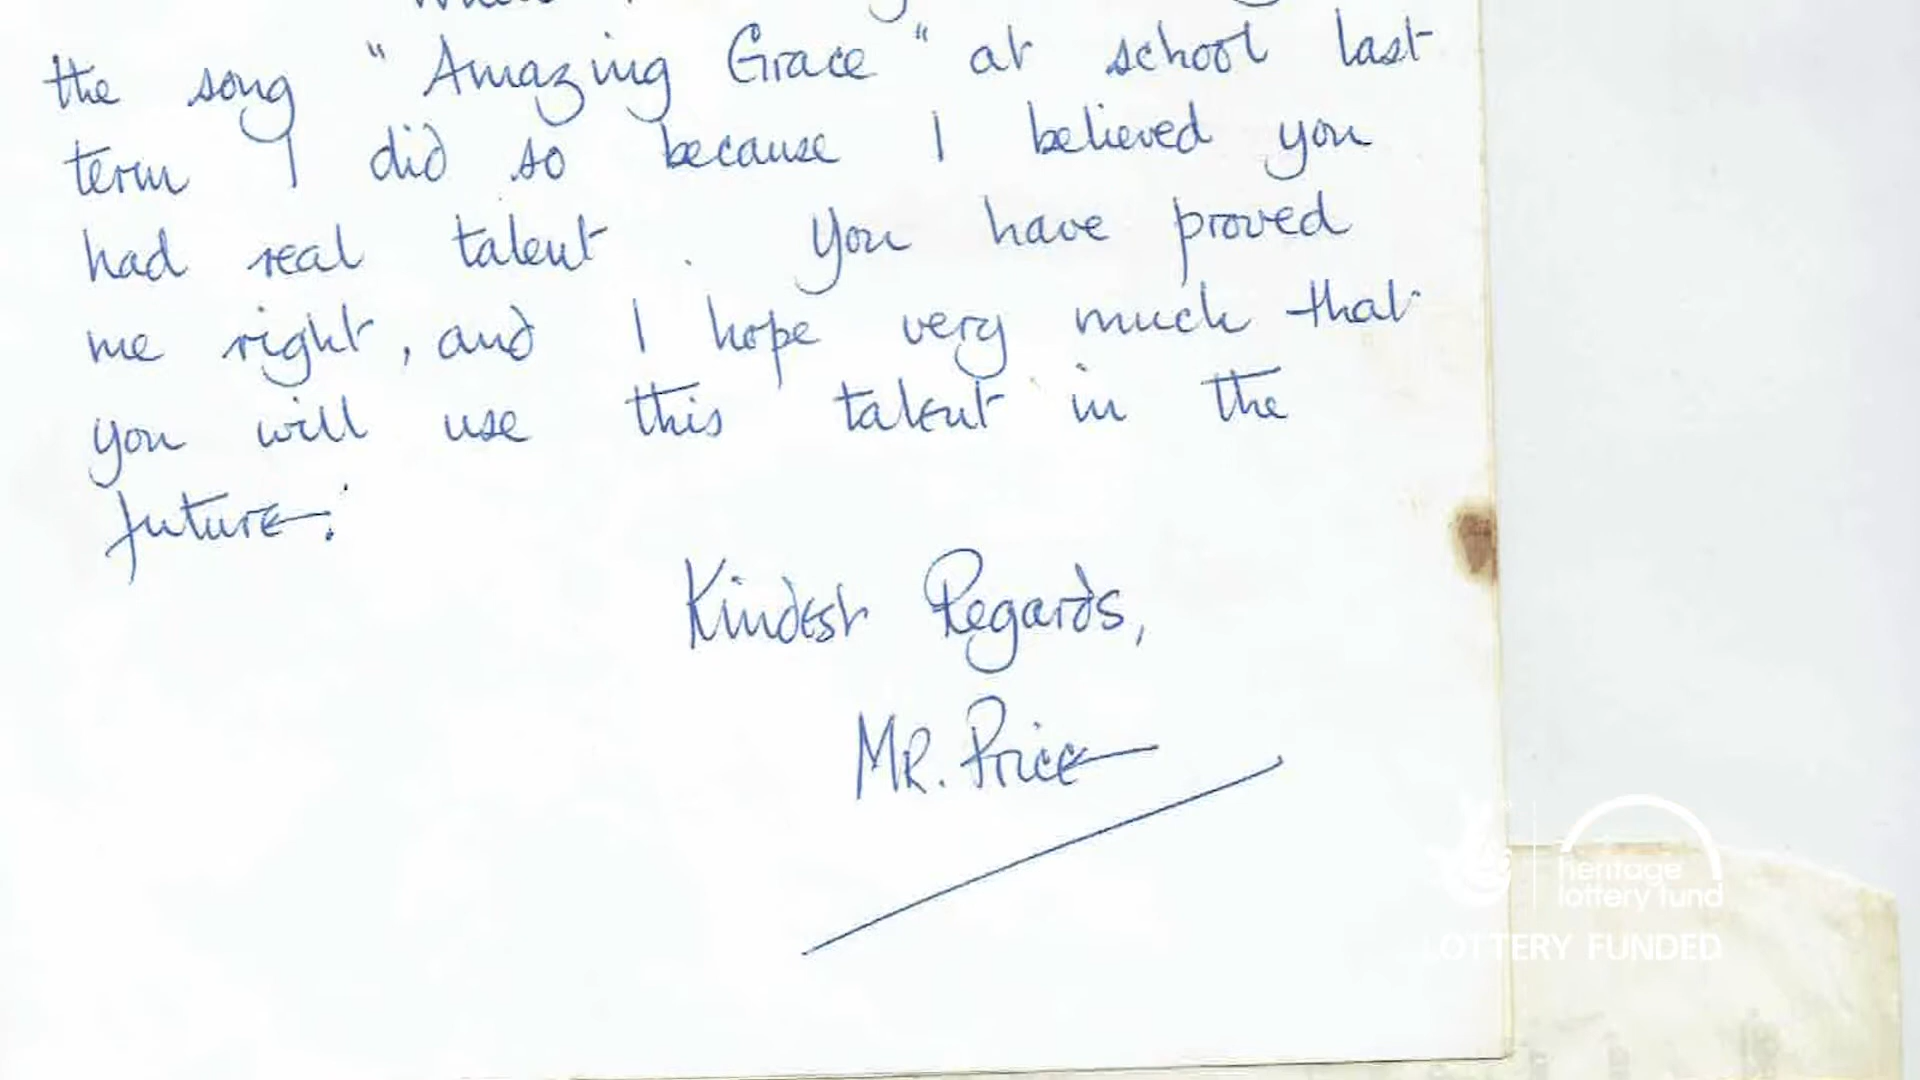 the song "Amazing Grace" at school last
term I did so because I believed you
had real talent. You have proved
me right, and I hope very much that
you will use this talent in the
future.
Kindest Regards,
MR. Price
heritage
lottery fund
LOTTERY FUNDED